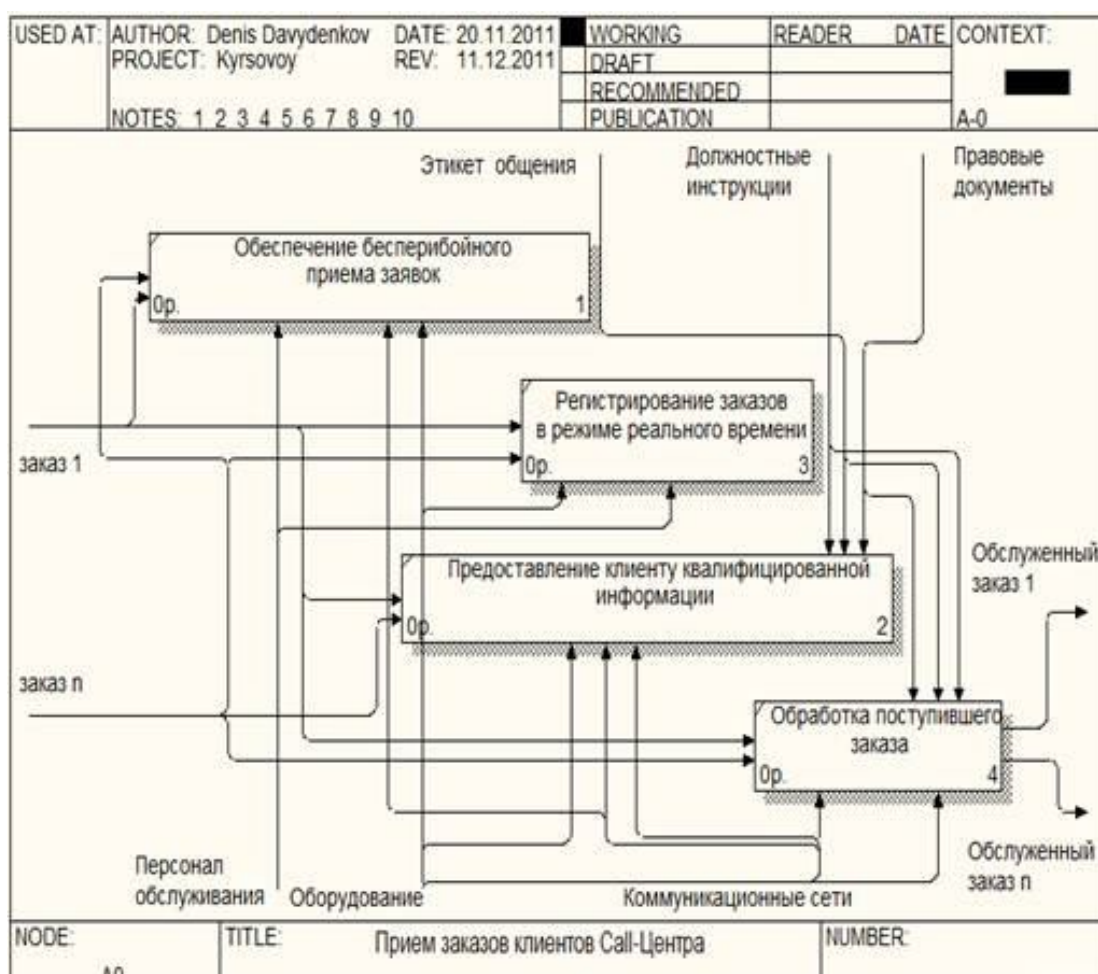 USED AT:
AUTHOR: Denis Davydenkov
DATE: 20.11.2011
PROJECT: Kyrsovoy
REV: 11.12.2011
NOTES: 1 2 3 4 5 6 7 8 9 10
WORKING
DRAFT
RECOMMENDED
PUBLICATION
READER
DATE
CONTEXT:
A-0
Этикет общения
Должностные
инструкции
Правовые
документы
Обеспечение бесперибойного
приема заявок
0р.
1
Регистрирование заказов
в режиме реального времени
0р.
3
заказ 1
Предоставление клиенту квалифицированной
информации
0р.
2
Обслуженный
заказ 1
заказ n
Обработка поступившего
заказа
0р.
4
Обслуженный
заказ n
Персонал
обслуживания
Оборудование
Коммуникационные сети
NODE:
A0
TITLE:
Прием заказов клиентов Call-Центра
NUMBER: